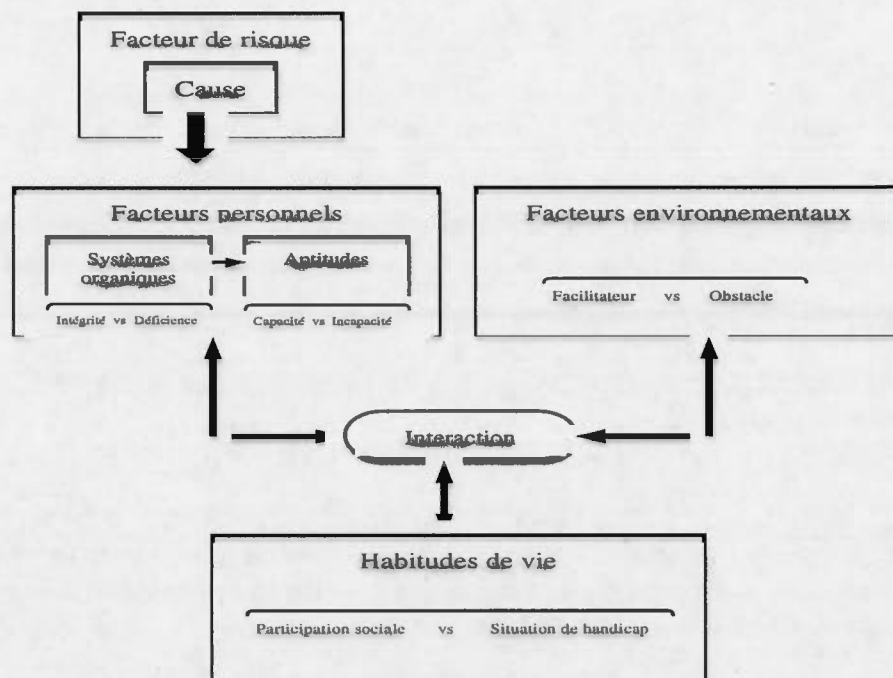 Facteur de risque
Cause
Facteurs personnels
Systèmes
organiques
Aptitudes
Intégrité vs Déficience
Capacité vs Incapacité
Facteurs environnementaux
Facilitateur vs Obstacle
Interaction
Habitudes de vie
Participation sociale vs Situation de handicap